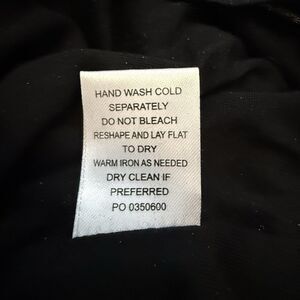 HAND WASH COLD
SEPARATELY
DO NOT BLEACH
RESHAPE AND LAY FLAT
TO DRY
WARM IRON AS NEEDED
DRY CLEAN IF
PREFERRED
PO 0350600